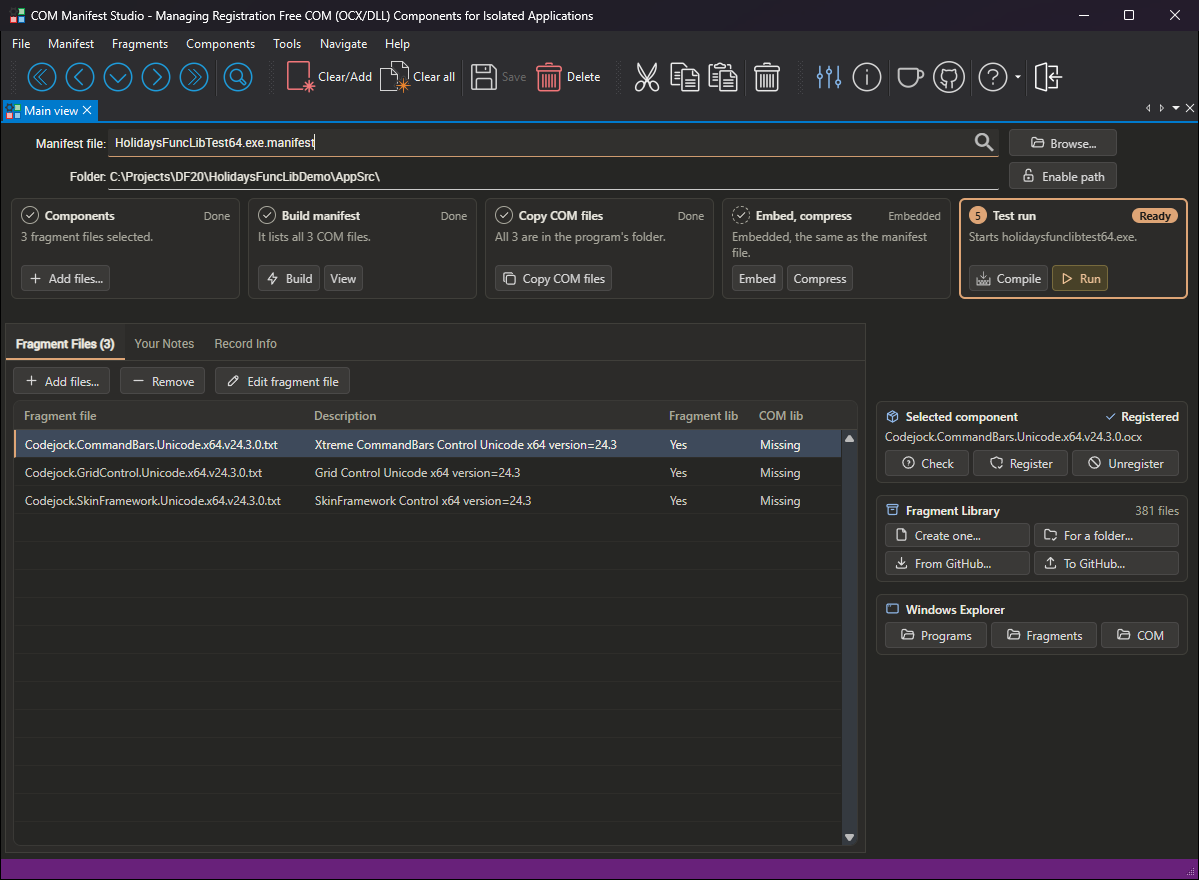 COM Manifest Studio - Managing Registration Free COM (OCX/DLL) Components for Isolated Applications
File Manifest Fragments Components Tools Navigate Help
Clear/Add Clear all Save Delete
Main view
Manifest file: HolidaysFuncLibTest64.exe.manifest Browse...
Folder: C:\Projects\DF20\HolidaysFuncLibDemo\AppSrc\ Enable path
Components Done
3 fragment files selected.
Add files...
Build manifest Done
It lists all 3 COM files.
Build View
Copy COM files Done
All 3 are in the program's folder.
Copy COM files
Embed, compress Embedded
Embedded, the same as the manifest
file.
Embed Compress
5 Test run Ready
Starts holidaysfunclibtest64.exe.
Compile Run
Fragment Files (3) Your Notes Record Info
Add files... Remove Edit fragment file
Fragment file Description Fragment lib COM lib
Codejock.CommandBars.Unicode.x64.v24.3.0.txt Xtreme CommandBars Control Unicode x64 version=24.3 Yes Missing
Codejock.GridControl.Unicode.x64.v24.3.0.txt Grid Control Unicode x64 version=24.3 Yes Missing
Codejock.SkinFramework.Unicode.x64.v24.3.0.txt SkinFramework Control x64 version=24.3 Yes Missing
Selected component Registered
Codejock.CommandBars.Unicode.x64.v24.3.0.ocx
Check Register Unregister
Fragment Library 381 files
Create one... For a folder...
From GitHub... To GitHub...
Windows Explorer
Programs Fragments COM